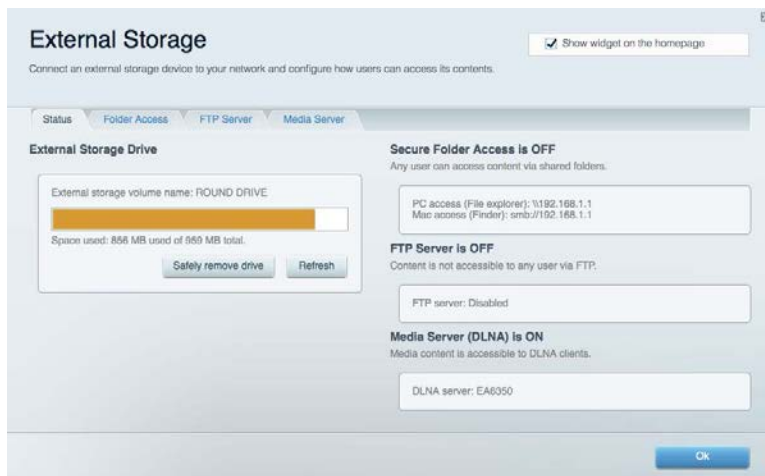 External Storage
Show widget on the homepage
Connect an external storage device to your network and configure how users can access its contents.
Status
Folder Access
FTP Server
Media Server
External Storage Drive
External storage volume name: ROUND DRIVE
Space used: 856 MB used of 959 MB total.
Safely remove drive
Refresh
Secure Folder Access is OFF
Any user can access content via shared folders.
PC access (File explorer): \\192.168.1.1
Mac access (Finder): smb://192.168.1.1
FTP Server is OFF
Content is not accessible to any user via FTP.
FTP server: Disabled
Media Server (DLNA) is ON
Media content is accessible to DLNA clients.
DLNA server: EA6350
Ok